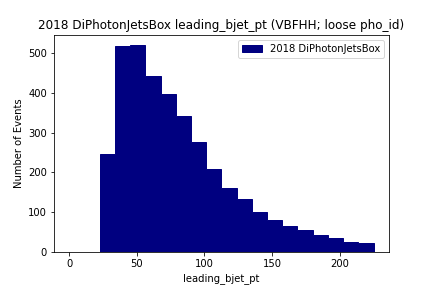 2018 DiPhotonJetsBox leading_bjet_pt (VBFHH; loose pho_id)
2018 DiPhotonJetsBox
500
400
300
200
100
0
Number of Events
0 50 100 150 200
leading_bjet_pt